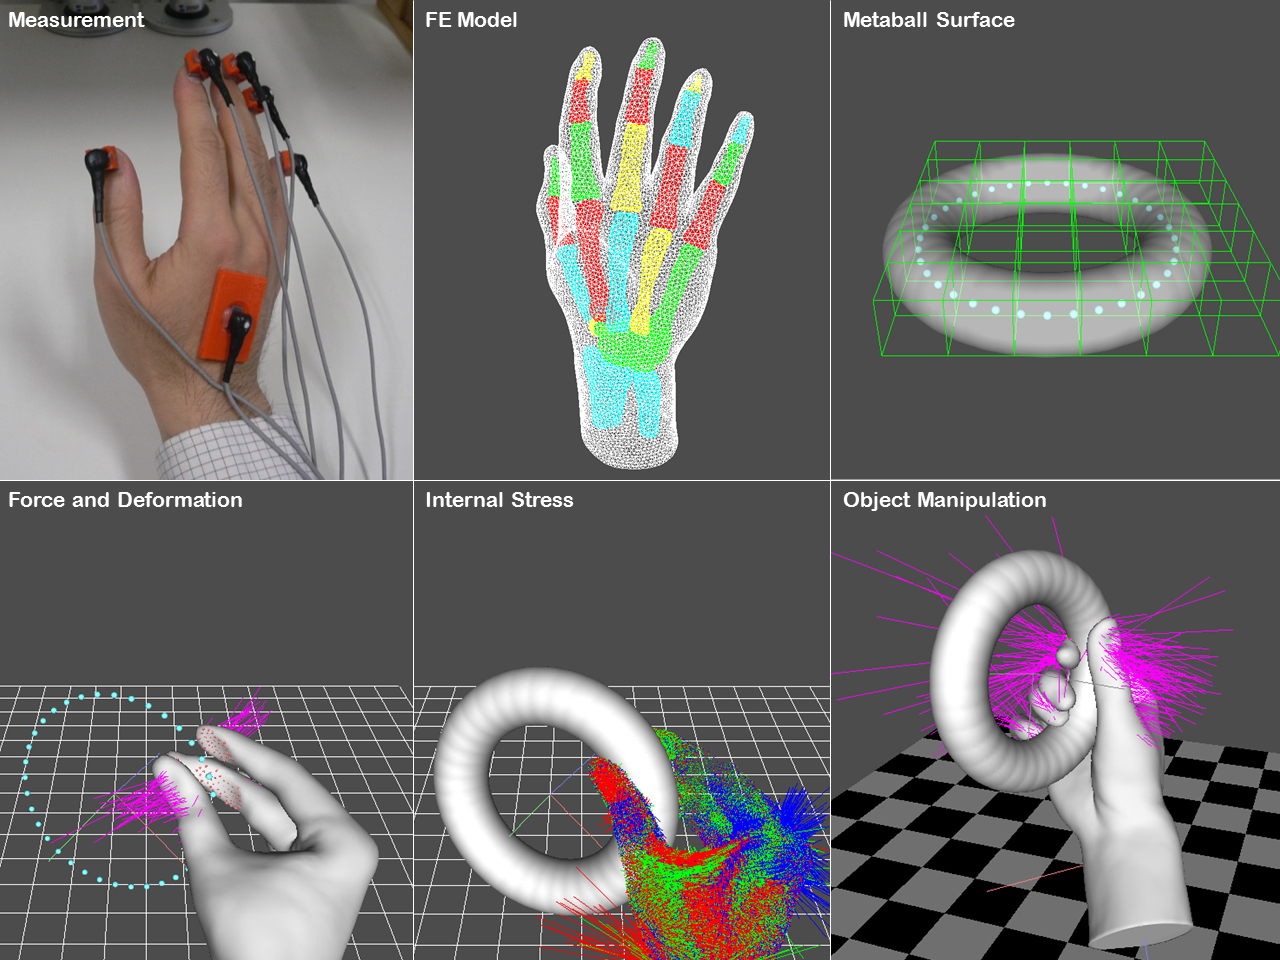 Measurement
FE Model
Metaball Surface
Force and Deformation
Internal Stress
Object Manipulation